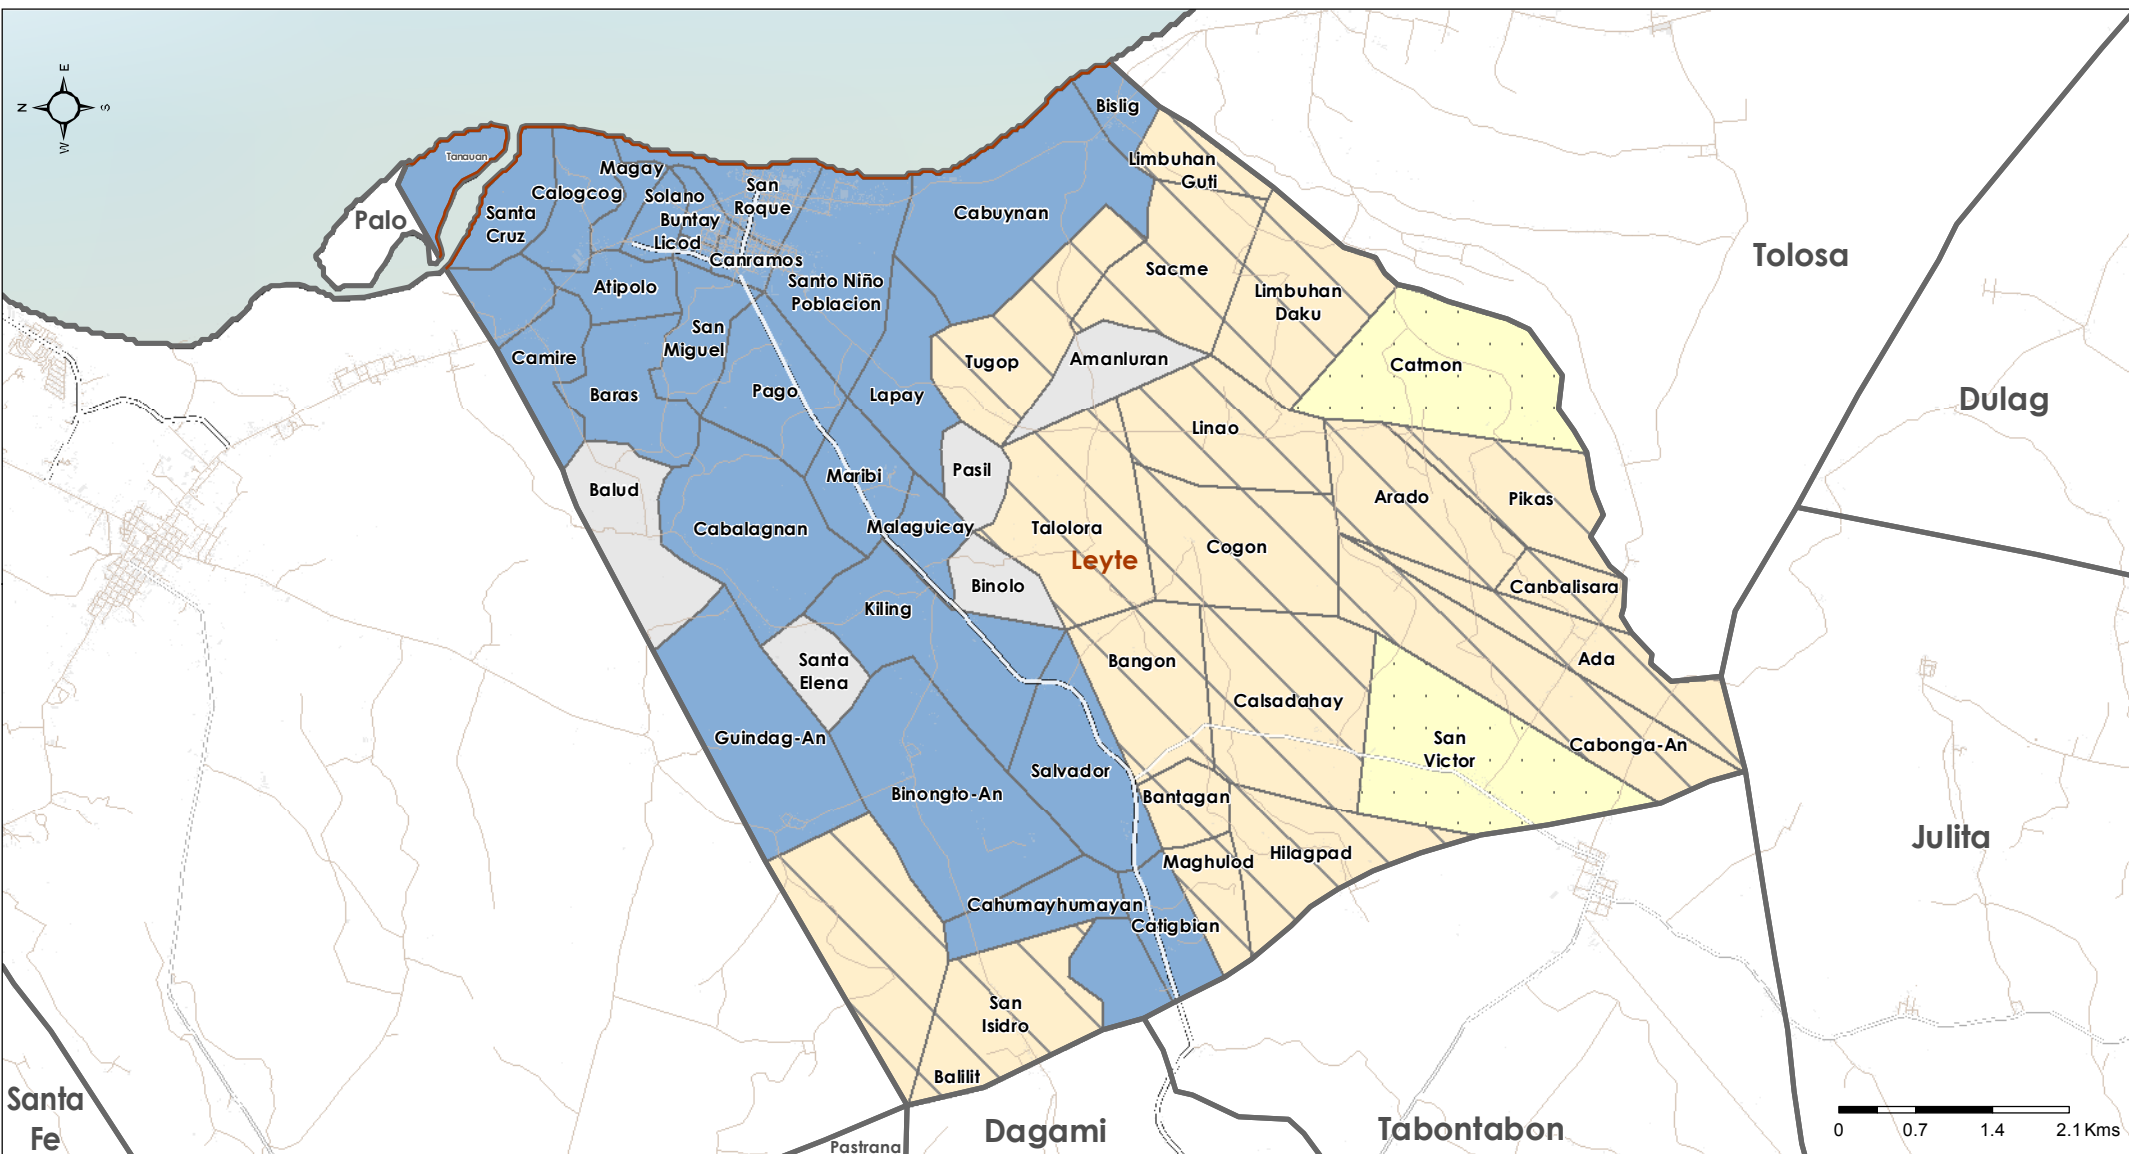 E
N
S
W
Tanauan
Palo
Bislig
Magay
Calogcog
Solano
San
Roque
Santa
Cruz
Buntay
Licod
Canramos
Cabuynan
Limbuhan
Guti
Sacme
Limbuhan
Daku
Tolosa
Atipolo
Santo Niño
Poblacion
San
Miguel
Camire
Baras
Pago
Lapay
Tugop
Amanluran
Catmon
Dulag
Linao
Balud
Cabalagnan
Maribi
Malaguicay
Pasil
Talolora
Leyte
Cogon
Arado
Pikas
Canbalisara
Kiling
Binolo
Santa
Elena
Bangon
Ada
Guindag-An
Calsadahay
San
Victor
Cabonga-An
Binongto-An
Salvador
Bantagan
Maghulod
Hilagpad
Julita
Cahumayhumayan
Catigbian
San
Isidro
Balilit
Santa
Fe
Pastrana
Dagami
Tabontabon
0 0.7 1.4 2.1 Kms